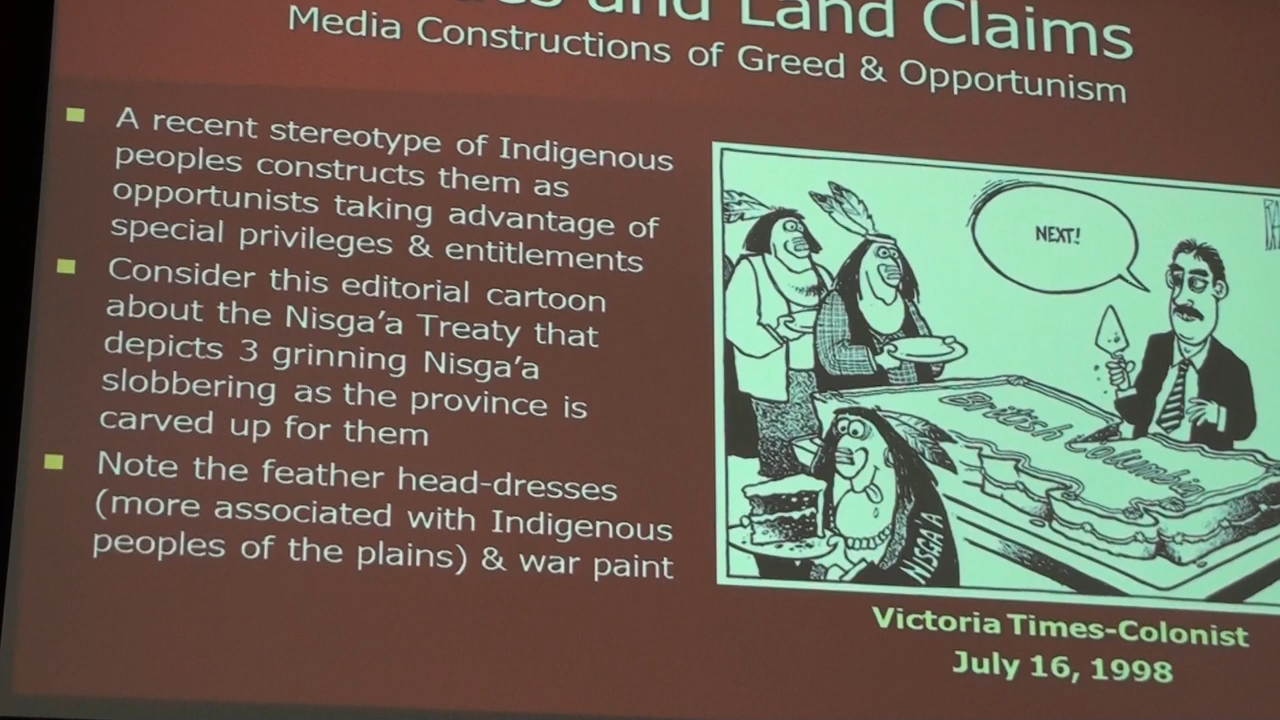 and Land Claims
Media Constructions of Greed & Opportunism
A recent stereotype of Indigenous
peoples constructs them as
opportunists taking advantage of
special privileges & entitlements
Consider this editorial cartoon
about the Nisga'a Treaty that
depicts 3 grinning Nisga'a
slobbering as the province is
carved up for them
Note the feather head-dresses
(more associated with Indigenous
peoples of the plains) & war paint
NEXT!
British Columbia
NISGA'A
Victoria Times-Colonist
July 16, 1998